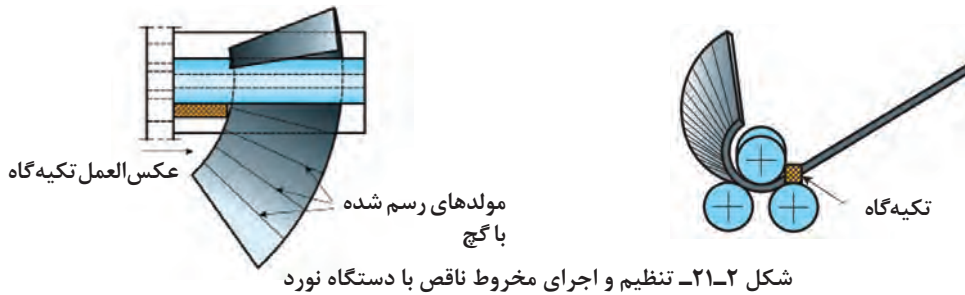 عکس‌العمل تکیه‌گاه
مولدهای رسم شده
با گچ
تکیه‌گاه
شکل ۲ــ۲۱ــ تنظیم و اجرای مخروط ناقص با دستگاه نورد